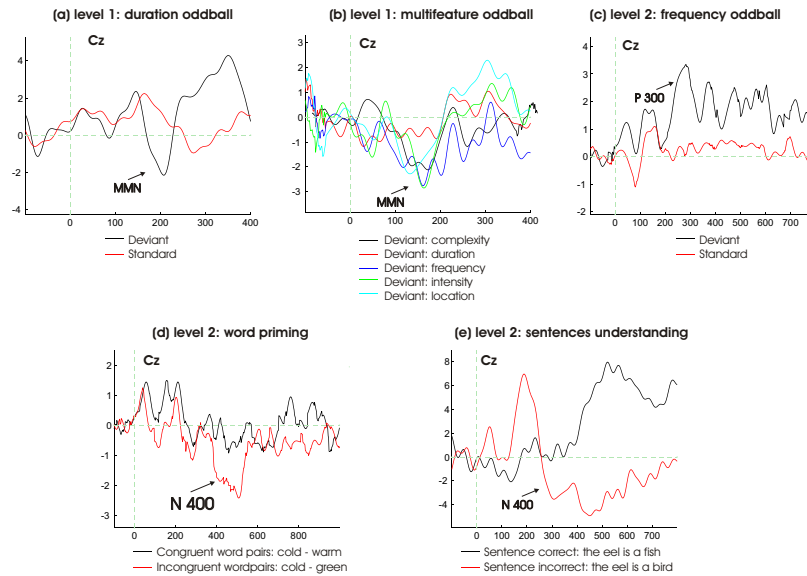 (a) level 1: duration oddball
Cz
4
2
0
-2
-4
MMN
0 100 200 300 400
Deviant
Standard
(b) level 1: multifeature oddball
Cz
3
2
1
0
-1
-2
-3
MMN
0 100 200 300 400
Deviant: complexity
Deviant: duration
Deviant: frequency
Deviant: intensity
Deviant: location
(c) level 2: frequency oddball
Cz
4
3
2
1
0
-1
-2
P 300
0 100 200 300 400 500 600 700
Deviant
Standard
(d) level 2: word priming
Cz
2
1
0
-1
-2
-3
N 400
0 200 400 600 800
Congruent word pairs: cold - warm
Incongruent wordpairs: cold - green
(e) level 2: sentences understanding
Cz
8
6
4
2
0
-2
-4
N 400
0 100 200 300 400 500 600 700
Sentence correct: the eel is a fish
Sentence incorrect: the eel is a bird